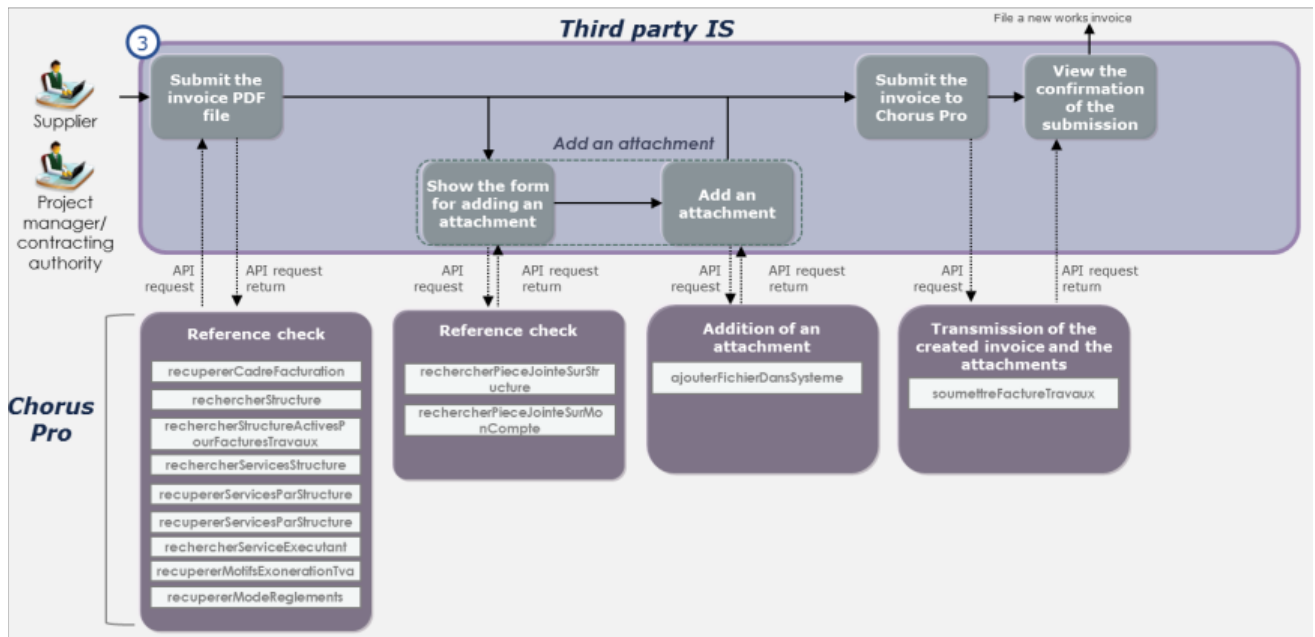 File a new works invoice
Third party IS
3
Submit the
invoice PDF
file
Submit the
invoice to
Chorus Pro
View the
confirmation
of the
submission
Supplier
Add an attachment
Show the form
for adding an
attachment
Add an
attachment
Project
manager/
contracting
authority
API
request
API request
return
API
request
API request
return
API
request
API request
return
API
request
API request
return
Chorus
Pro
Reference check
recupererCadreFacturation
rechercherStructure
rechercherStructureActivesP
ourFacturesTravaux
rechercherServicesStructure
recupererServicesParStructure
recupererServicesParStructure
rechercherServiceExecutant
recupererMotifsExonerationTva
recupererModeReglements
Reference check
rechercherPieceJointeSurStr
ucture
rechercherPieceJointeSurMo
nCompte
Addition of an
attachment
ajouterFichierDansSysteme
Transmission of the
created invoice and the
attachments
soumettreFactureTravaux